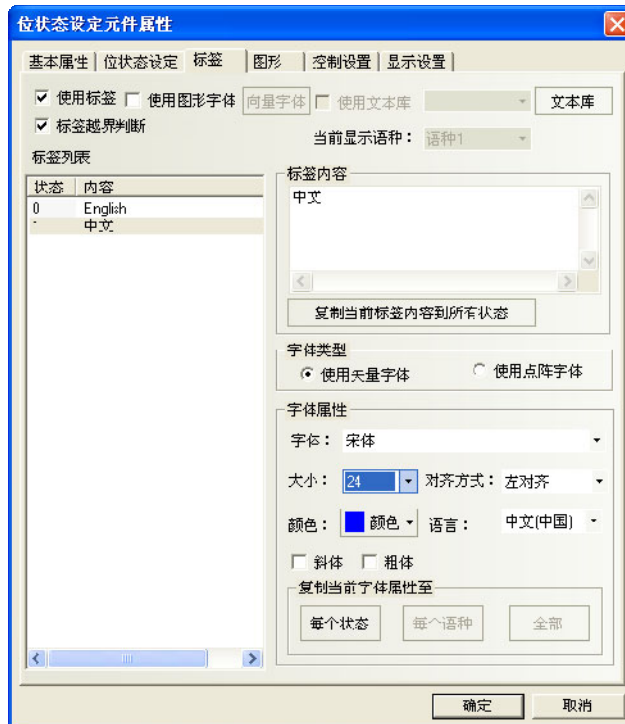 位状态设定元件属性
基本属性 位状态设定 标签 图形 控制设置 显示设置
使用标签 使用图形字体 向量字体 使用文本库 文本库
标签越界判断
当前显示语种： 语种1
标签列表
状态 内容
0 English
中文
标签内容
中文
复制当前标签内容到所有状态
字体类型
使用矢量字体 使用点阵字体
字体属性
字体： 宋体
大小： 24 对齐方式： 左对齐
颜色： 颜色 语言： 中文(中国)
斜体 粗体
复制当前字体属性至
每个状态 每个语种 全部
确定 取消